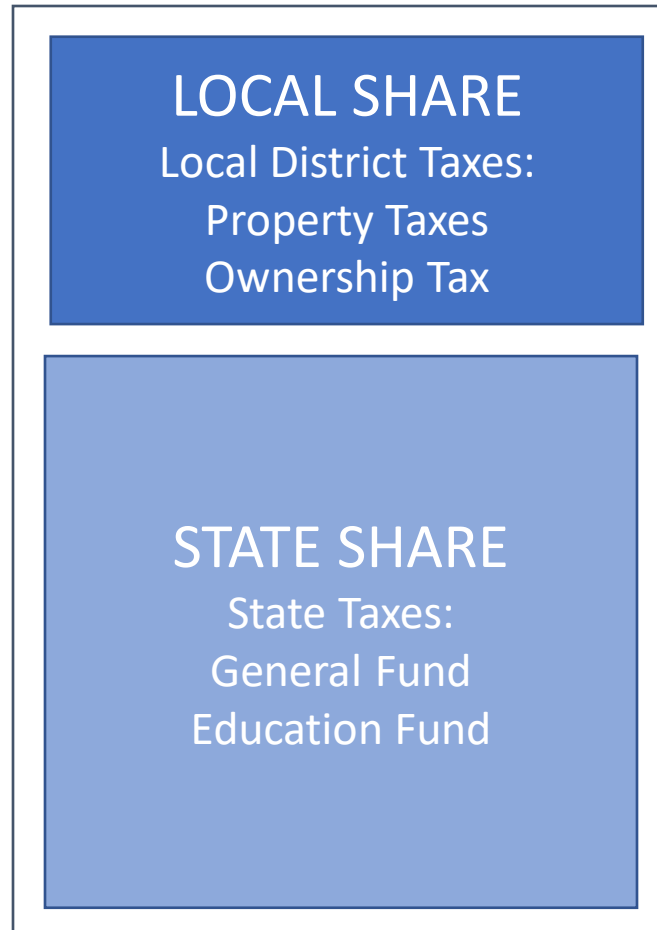 LOCAL SHARE
Local District Taxes:
Property Taxes
Ownership Tax
STATE SHARE
State Taxes:
General Fund
Education Fund